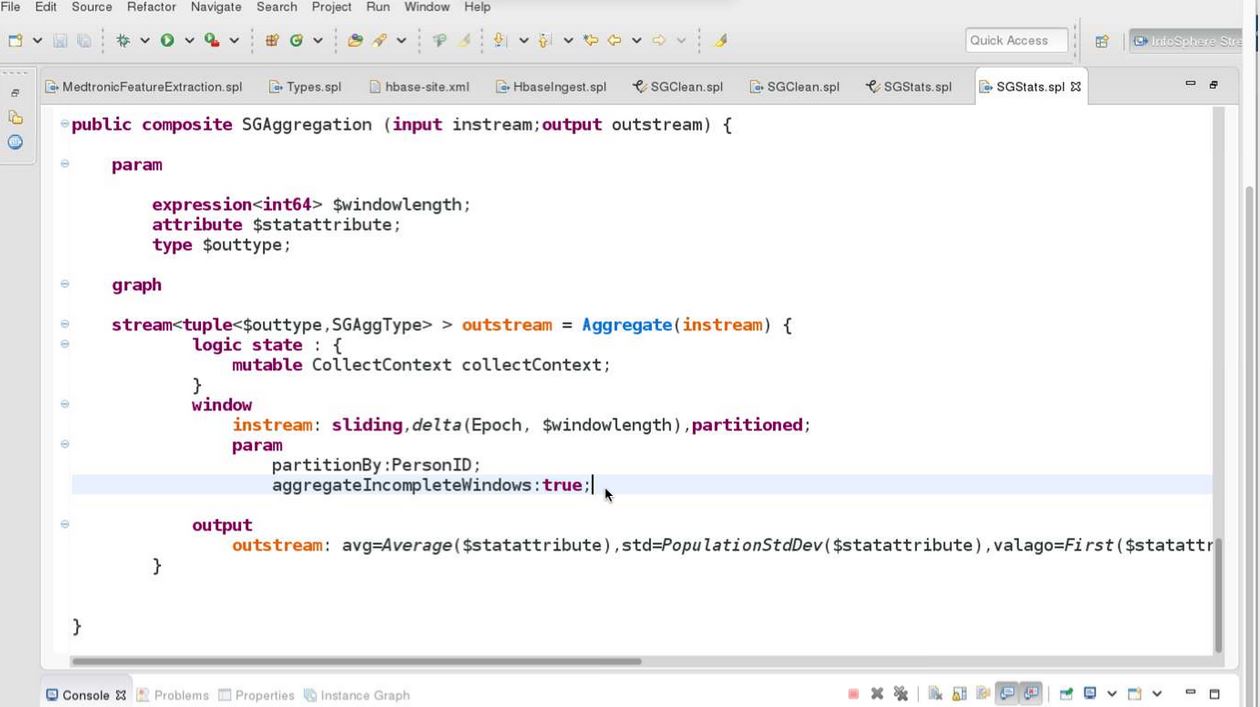 File Edit Source Refactor Navigate Search Project Run Window Help
Quick Access InfoSphere Stre
MedtronicFeatureExtraction.spl Types.spl hbase-site.xml HbaseIngest.spl SGClean.spl SGClean.spl SGStats.spl SGStats.spl
public composite SGAggregation (input instream;output outstream) {
param
expression<int64> $windowlength;
attribute $statattribute;
type $outtype;
graph
stream<tuple<$outtype,SGAggType> > outstream = Aggregate(instream) {
logic state : {
mutable CollectContext collectContext;
}
window
instream: sliding,delta(Epoch, $windowlength),partitioned;
param
partitionBy:PersonID;
aggregateIncompleteWindows:true;
output
outstream: avg=Average($statattribute),std=PopulationStdDev($statattribute),valago=First($statattr
}
}
Console Problems Properties Instance Graph